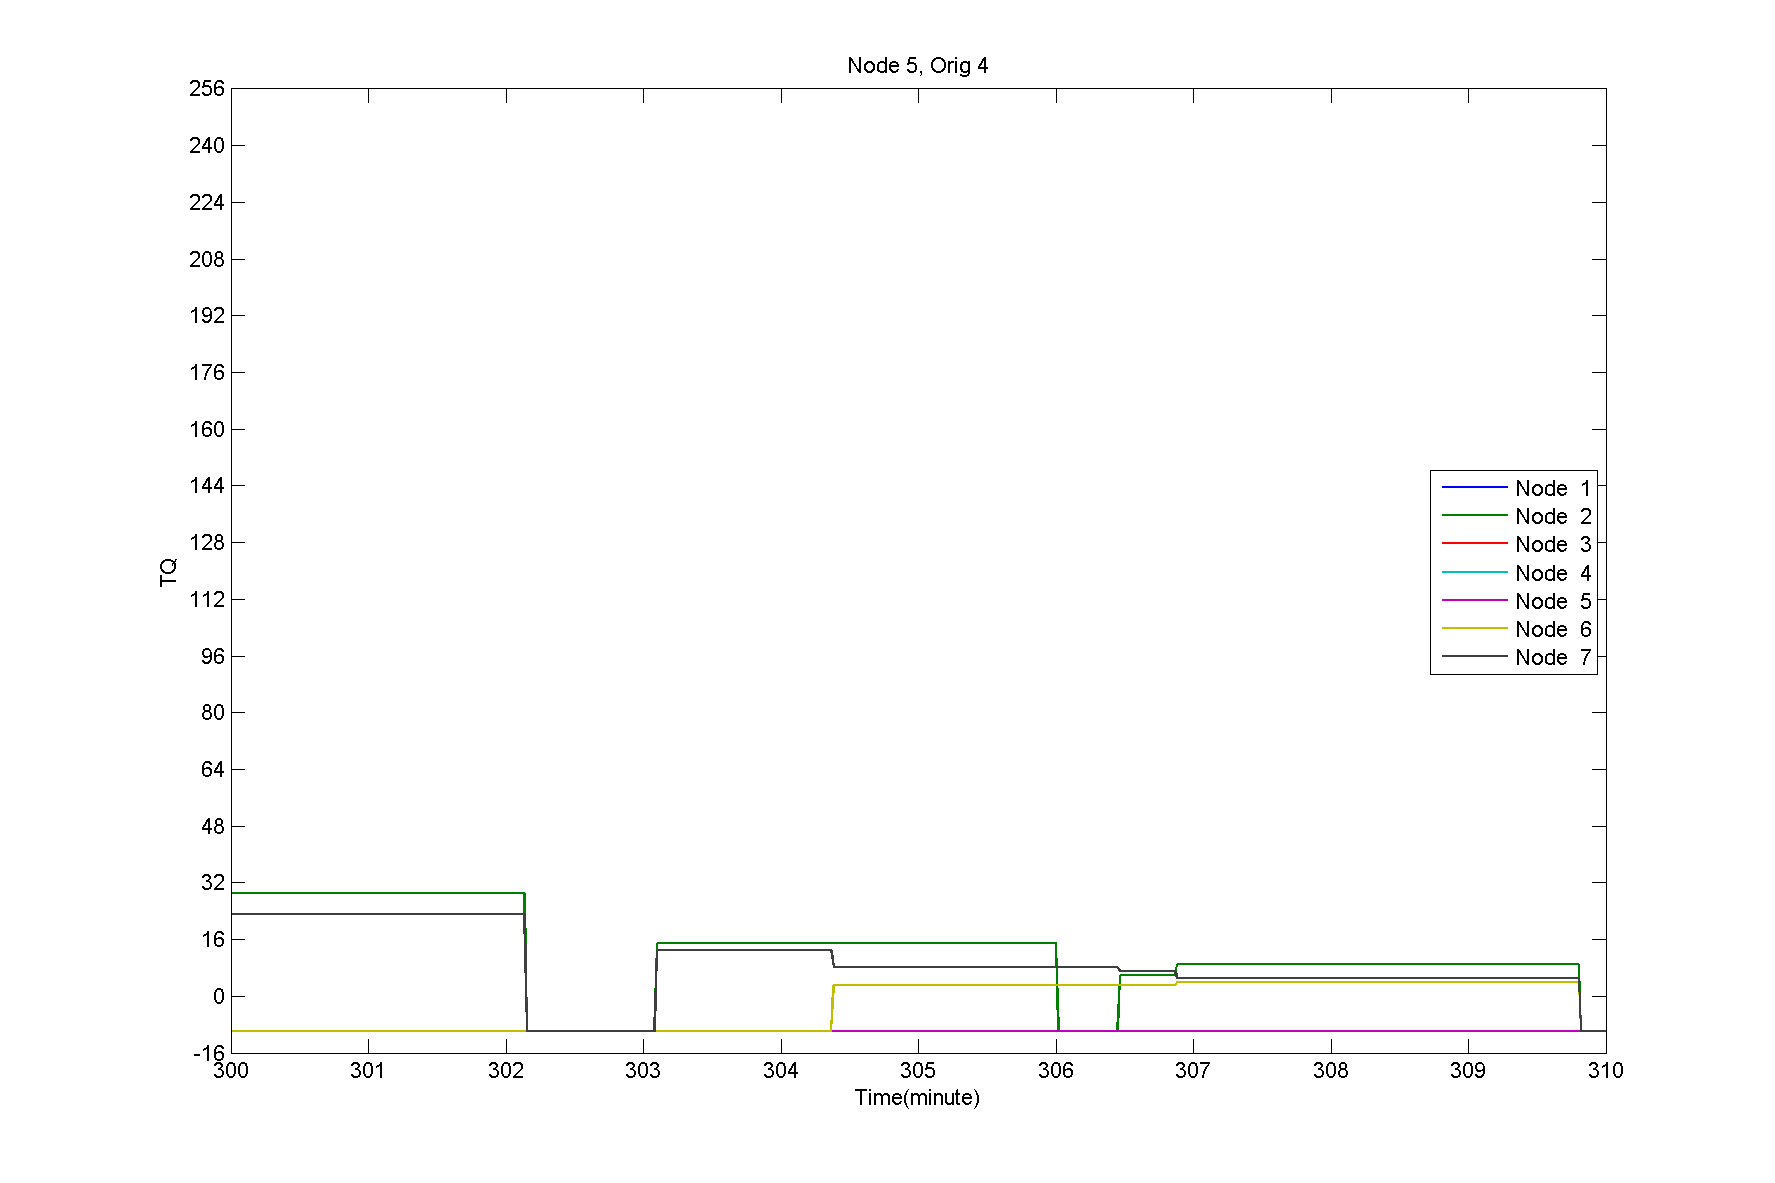 Node 5, Orig 4
256
240
224
208
192
176
160
144
128
112
96
80
64
48
32
16
0
-16
TQ
Node 1
Node 2
Node 3
Node 4
Node 5
Node 6
Node 7
300 301 302 303 304 305 306 307 308 309 310
Time(minute)